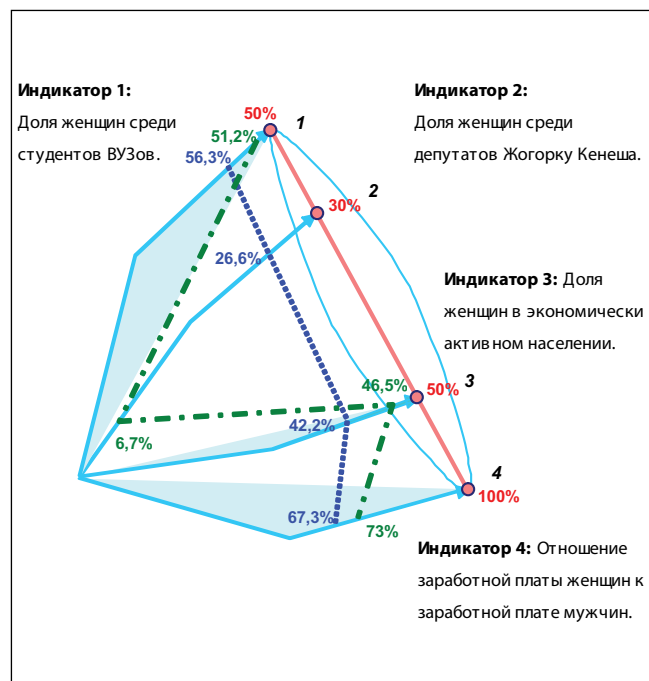 Индикатор 1:
Доля женщин среди
студентов ВУЗов.
Индикатор 2:
Доля женщин среди
депутатов Жогорку Кенеша.
50%
1
51,2%
56,3%
2
30%
26,6%
Индикатор 3: Доля
женщин в экономически
активном населении.
46,5%
50%
3
42,2%
6,7%
4
100%
67,3%
73%
Индикатор 4: Отношение
заработной платы женщин к
заработной плате мужчин.